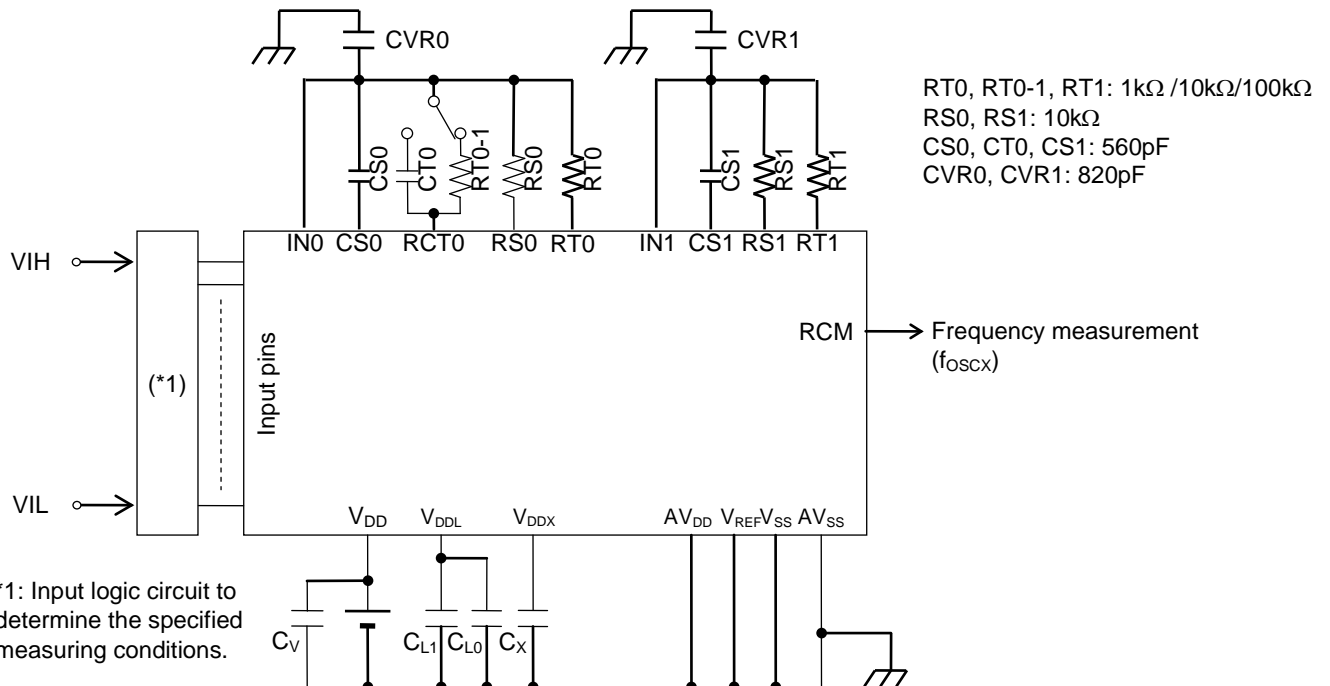 CVR0
CVR1
RT0, RT0-1, RT1: 1kΩ /10kΩ/100kΩ
RS0, RS1: 10kΩ
CS0, CT0, CS1: 560pF
CVR0, CVR1: 820pF
CS0
CT0
RT0-1
RS0
RT0
CS1
RS1
RT1
IN0 CS0 RCT0 RS0 RT0
IN1 CS1 RS1 RT1
VIH
(*1)
Input pins
RCM
Frequency measurement
(fOSCX)
VIL
VDD VDDL VDDX AVDD VREF VSS AVSS
*1: Input logic circuit to
determine the specified
measuring conditions.
CV
CL1 CL0 CX